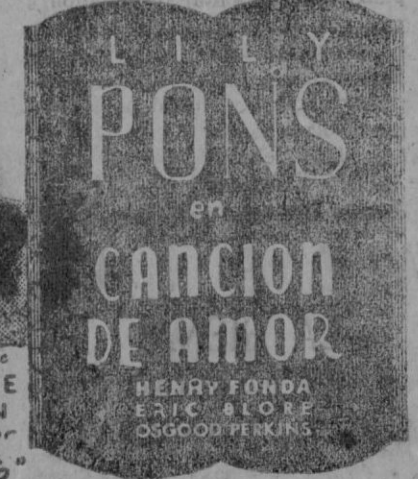 LILY
PONS
en
CANCION
DE AMOR
HENRY FONDA
ERIC BLORE
OSGOOD PERKINS
E
N